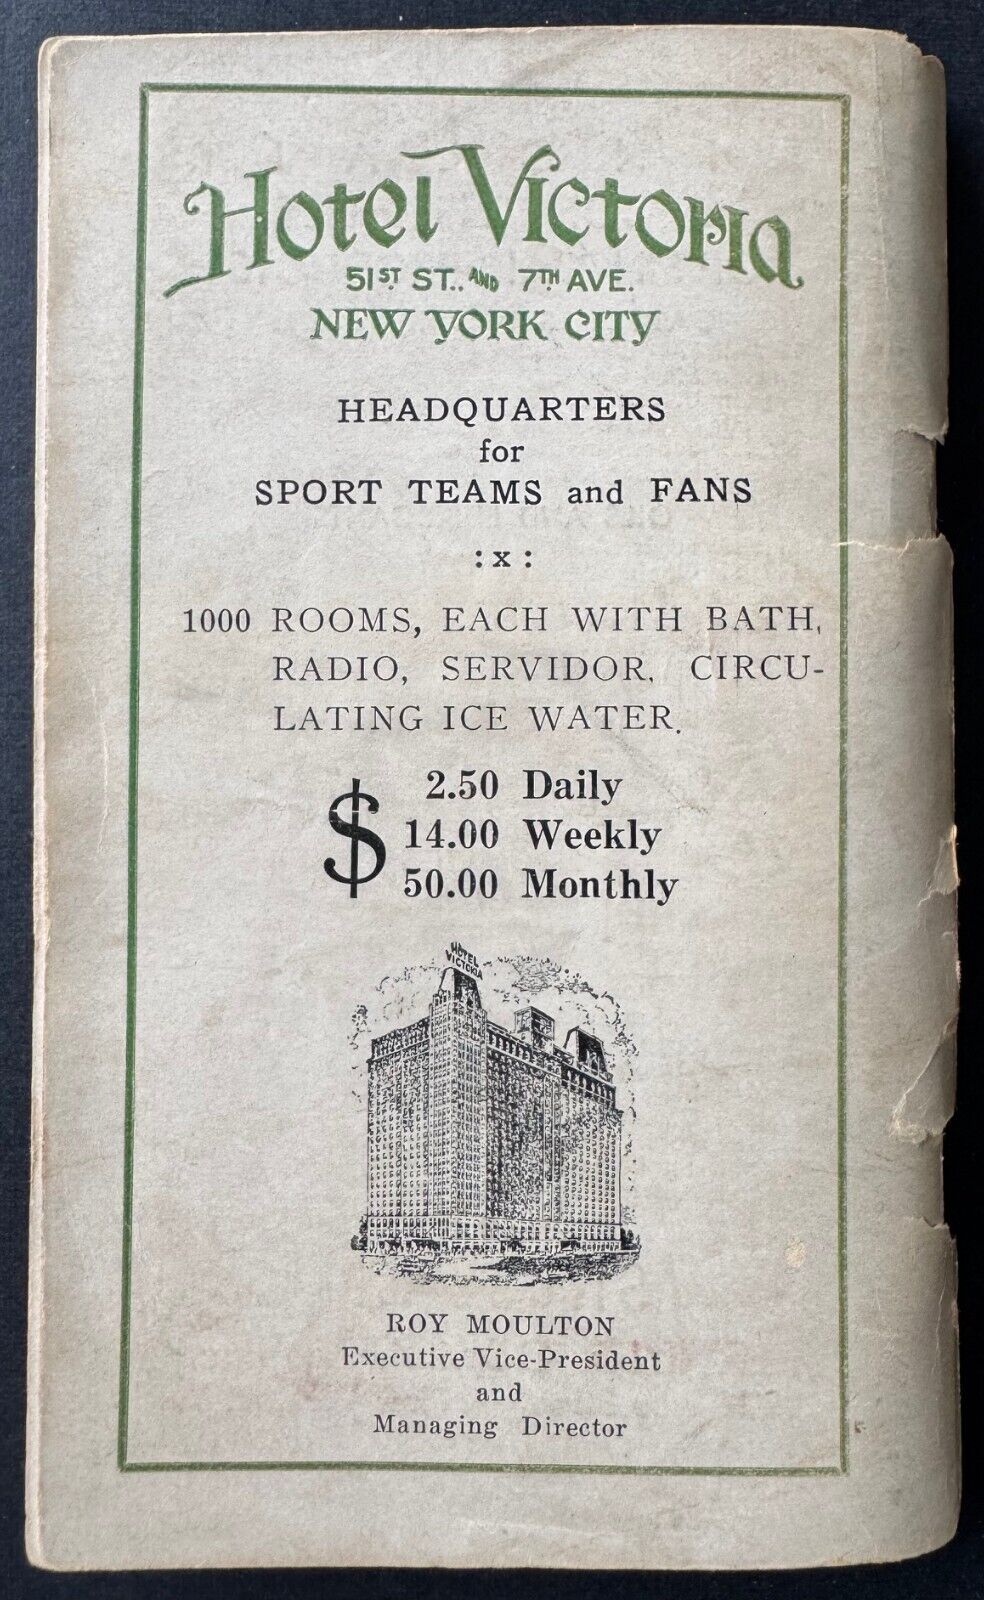 Hotel Victoria
51ST ST. AND 7TH AVE.
NEW YORK CITY
HEADQUARTERS
for
SPORT TEAMS and FANS
:x:
1000 ROOMS, EACH WITH BATH,
RADIO, SERVIDOR, CIRCU-
LATING ICE WATER.
$ 2.50 Daily
14.00 Weekly
50.00 Monthly
HOTEL
VICTORIA
ROY MOULTON
Executive Vice-President
and
Managing Director